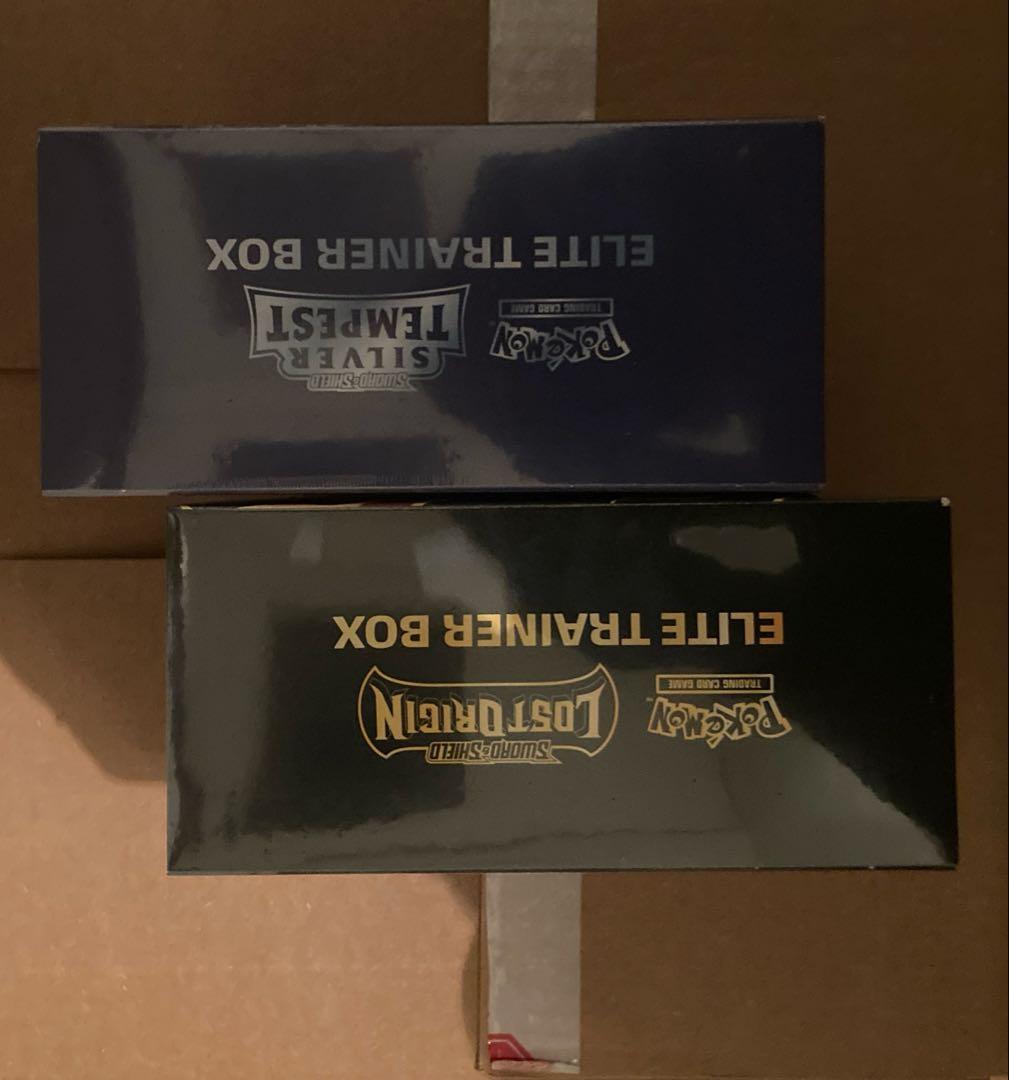 SWORD & SHIELD
SILVER
TEMPEST
POKÉMON
TRADING CARD GAME
ELITE TRAINER BOX
SWORD & SHIELD
LOST ORIGIN
POKÉMON™
TRADING CARD GAME
ELITE TRAINER BOX